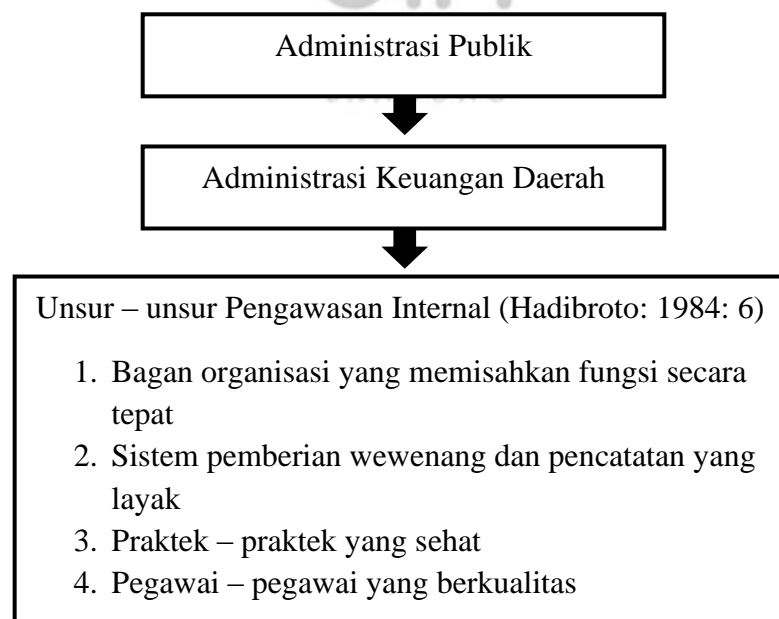 Administrasi Publik
Administrasi Keuangan Daerah
Unsur – unsur Pengawasan Internal (Hadibroto: 1984: 6)
1. Bagan organisasi yang memisahkan fungsi secara
tepat
2. Sistem pemberian wewenang dan pencatatan yang
layak
3. Praktek – praktek yang sehat
4. Pegawai – pegawai yang berkualitas